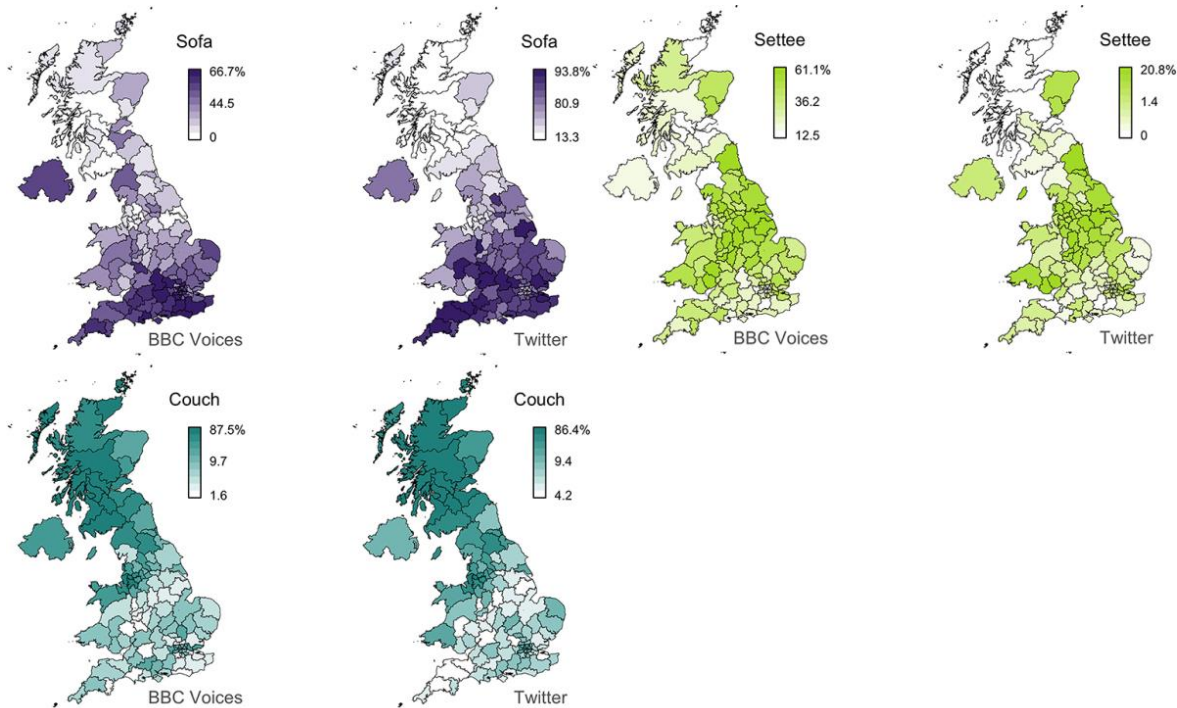 Sofa
66.7%
44.5
0
BBC Voices
Sofa
93.8%
80.9
13.3
Twitter
Settee
61.1%
36.2
12.5
BBC Voices
Settee
20.8%
1.4
0
Twitter
Couch
87.5%
9.7
1.6
BBC Voices
Couch
86.4%
9.4
4.2
Twitter